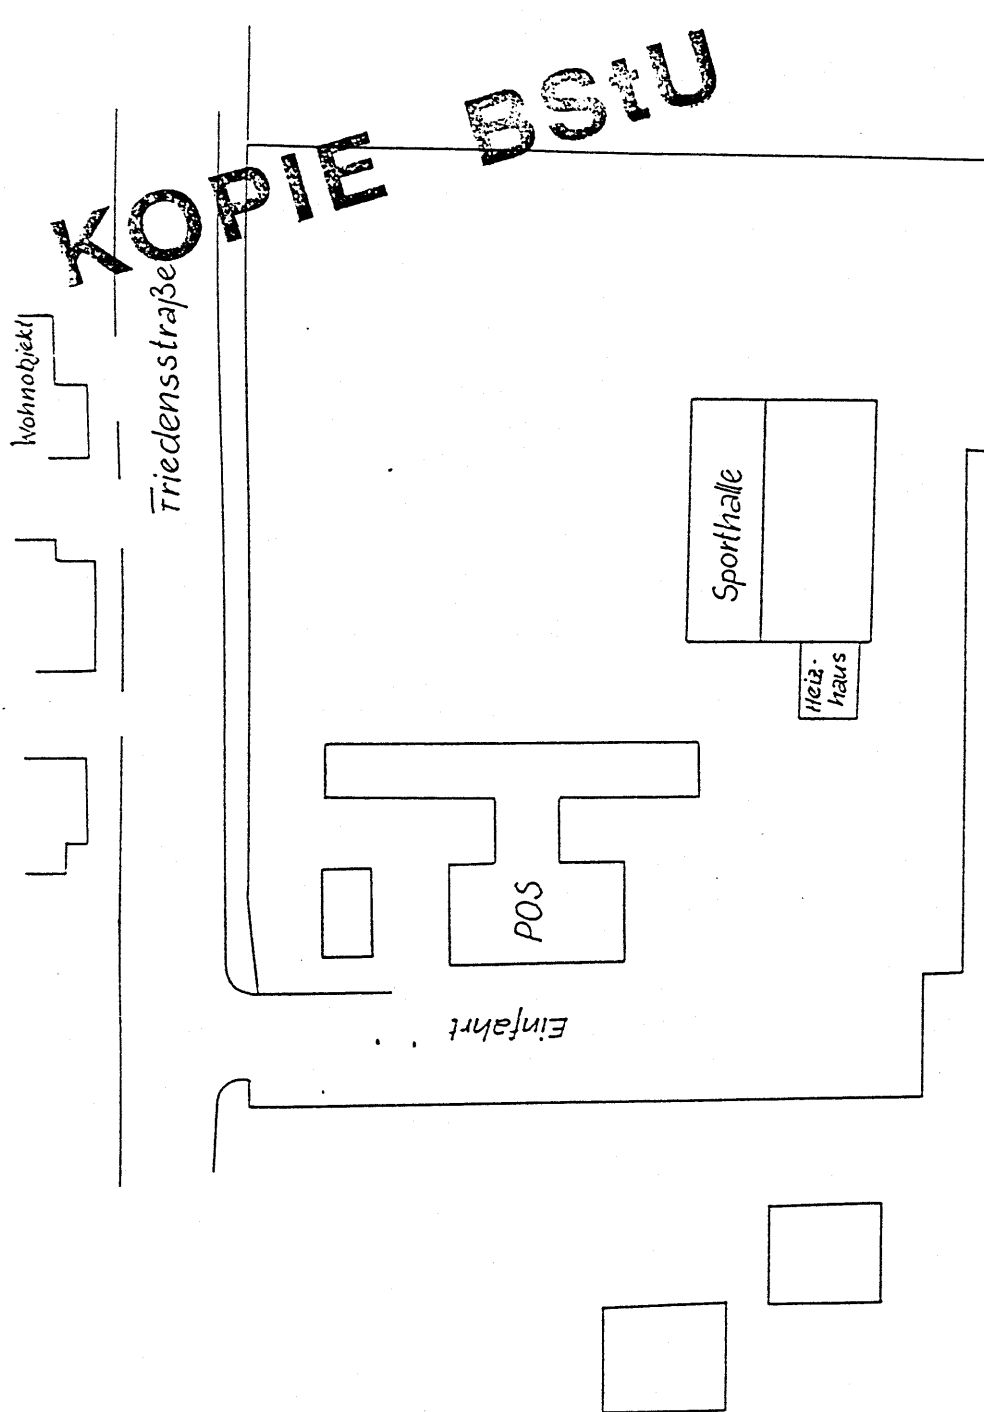 KOPIE BStU
Wohnobjekt
Friedensstraße
Sporthalle
Heiz-
haus
POS
Einfahrt